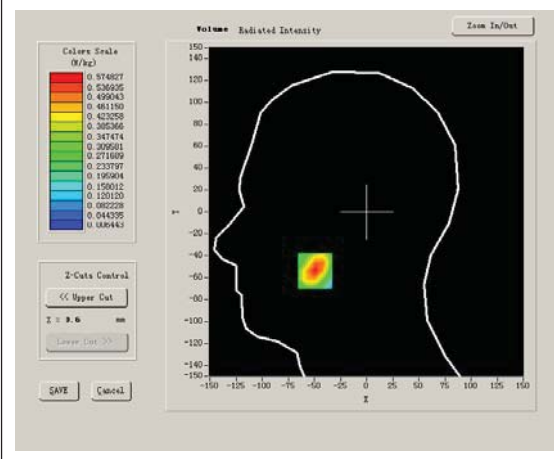 Volume Radiated Intensity
Zoom In/Out
Colors Scale
(W/kg)
0.574827
0.536935
0.499043
0.461150
0.423258
0.385366
0.347474
0.309581
0.271689
0.233797
0.195904
0.158012
0.120120
0.082228
0.044335
0.006443
Z-Cuts Control
<< Upper Cut
mm
Lower Cut >>
SAVE Cancel
150
140
120
100
80
60
40
20
0
-20
-40
-60
-80
-100
-120
-140
-150
Y
-150 -125 -100 -75 -50 -25 0 25 50 75 100 125 150
X